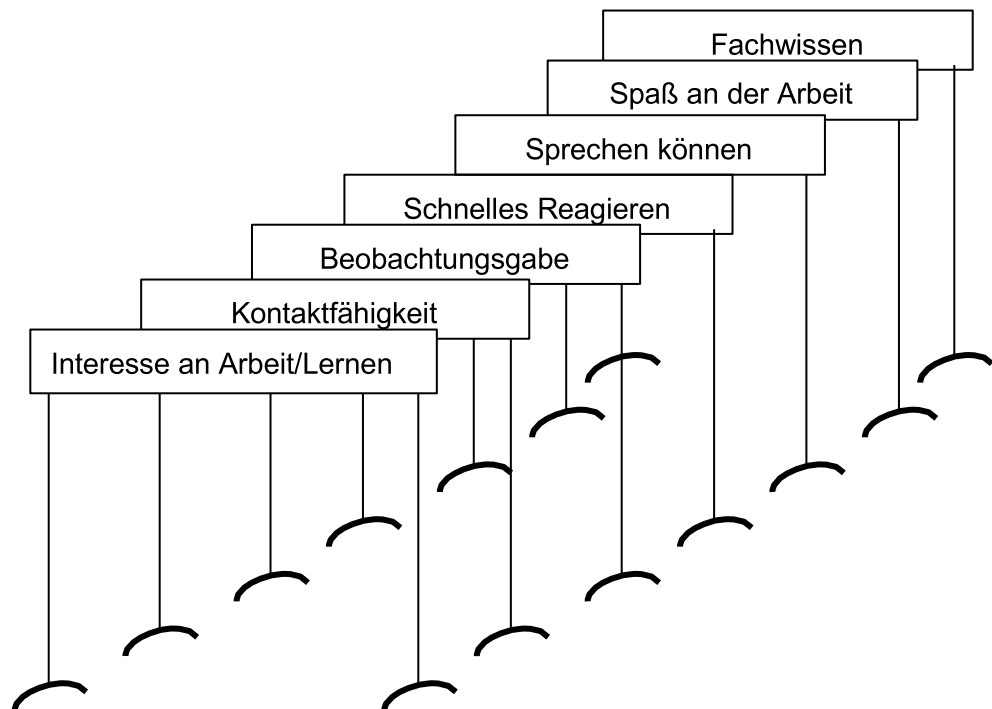 Fachwissen
Spaß an der Arbeit
Sprechen können
Schnelles Reagieren
Beobachtungsgabe
Kontaktfähigkeit
Interesse an Arbeit/Lernen